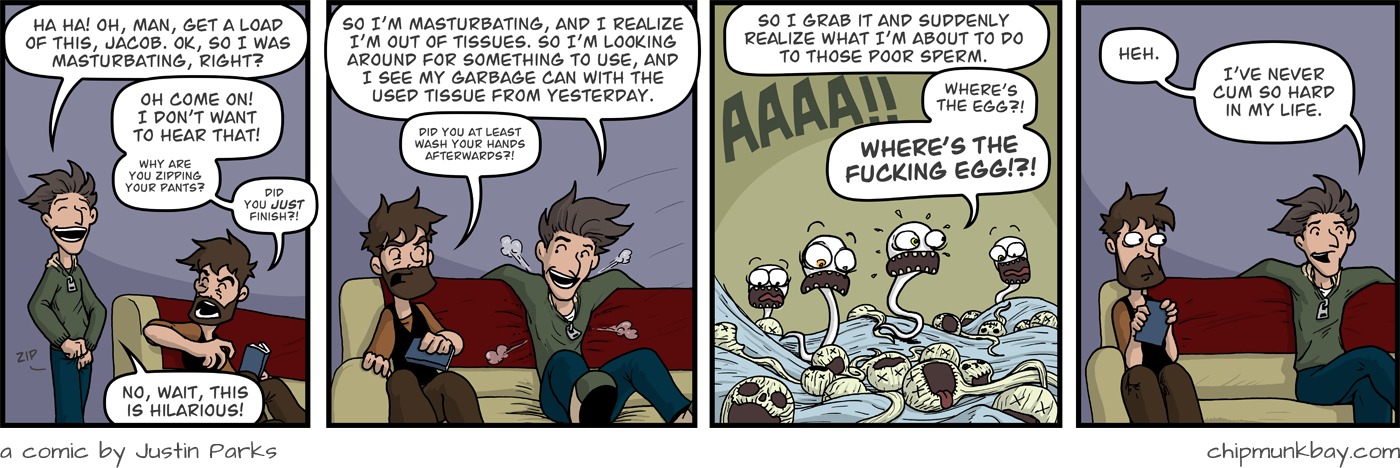 HA HA! OH, MAN, GET A LOAD
OF THIS, JACOB. OK, SO I WAS
MASTURBATING, RIGHT?
OH COME ON!
I DON'T WANT
TO HEAR THAT!
WHY ARE
YOU ZIPPING
YOUR PANTS?
DID
YOU JUST
FINISH?!
ZIP
NO, WAIT, THIS
IS HILARIOUS!
SO I'M MASTURBATING, AND I REALIZE
I'M OUT OF TISSUES. SO I'M LOOKING
AROUND FOR SOMETHING TO USE, AND
I SEE MY GARBAGE CAN WITH THE
USED TISSUE FROM YESTERDAY.
DID YOU AT LEAST
WASH YOUR HANDS
AFTERWARDS?!
SO I GRAB IT AND SUDDENLY
REALIZE WHAT I'M ABOUT TO DO
TO THOSE POOR SPERM.
AAAA!!
WHERE'S
THE EGG?!
WHERE'S THE
FUCKING EGG!?!
HEH.
I'VE NEVER
CUM SO HARD
IN MY LIFE.
a comic by Justin Parks
chipmunkbay.com